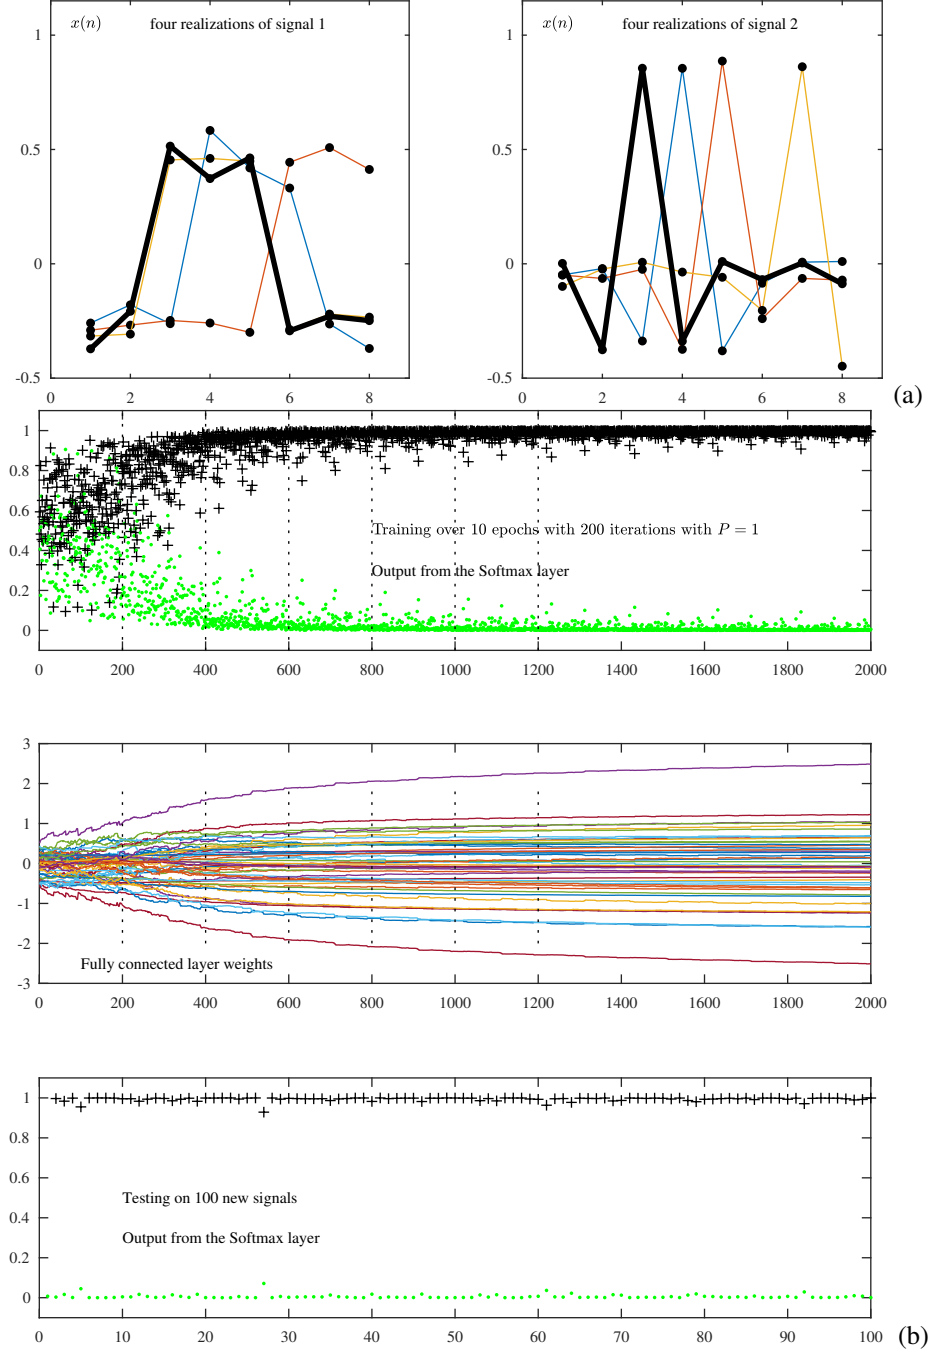 x(n) four realizations of signal 1
1
0.5
0
-0.5
0 2 4 6 8
x(n) four realizations of signal 2
1
0.5
0
-0.5
0 2 4 6 8
(a)
1
0.8
0.6
0.4
0.2
0
Training over 10 epochs with 200 iterations with P = 1
Output from the Softmax layer
0 200 400 600 800 1000 1200 1400 1600 1800 2000
3
2
1
0
-1
-2
-3
Fully connected layer weights
0 200 400 600 800 1000 1200 1400 1600 1800 2000
1
0.8
0.6
0.4
0.2
0
Testing on 100 new signals
Output from the Softmax layer
0 10 20 30 40 50 60 70 80 90 100
(b)